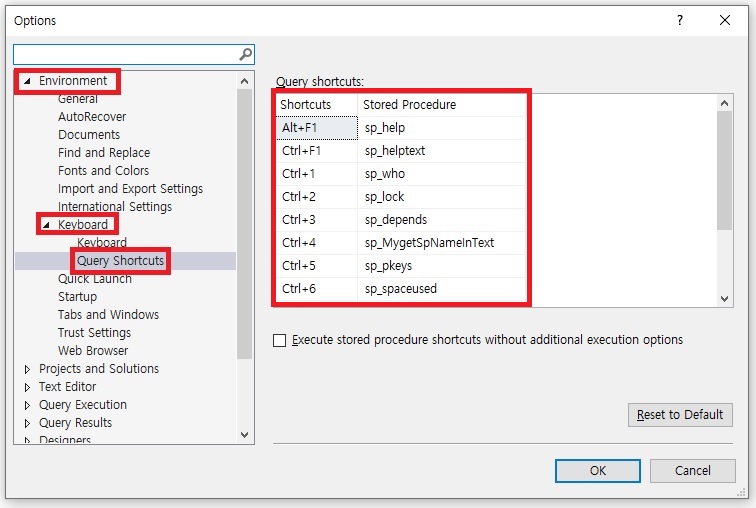 Options
?
Environment
General
AutoRecover
Documents
Find and Replace
Fonts and Colors
Import and Export Settings
International Settings
Keyboard
Keyboard
Query Shortcuts
Quick Launch
Startup
Tabs and Windows
Trust Settings
Web Browser
Projects and Solutions
Text Editor
Query Execution
Query Results
Designers
Query shortcuts:
Shortcuts Stored Procedure
Alt+F1 sp_help
Ctrl+F1 sp_helptext
Ctrl+1 sp_who
Ctrl+2 sp_lock
Ctrl+3 sp_depends
Ctrl+4 sp_MygetSpNameInText
Ctrl+5 sp_pkeys
Ctrl+6 sp_spaceused
Execute stored procedure shortcuts without additional execution options
Reset to Default
OK Cancel